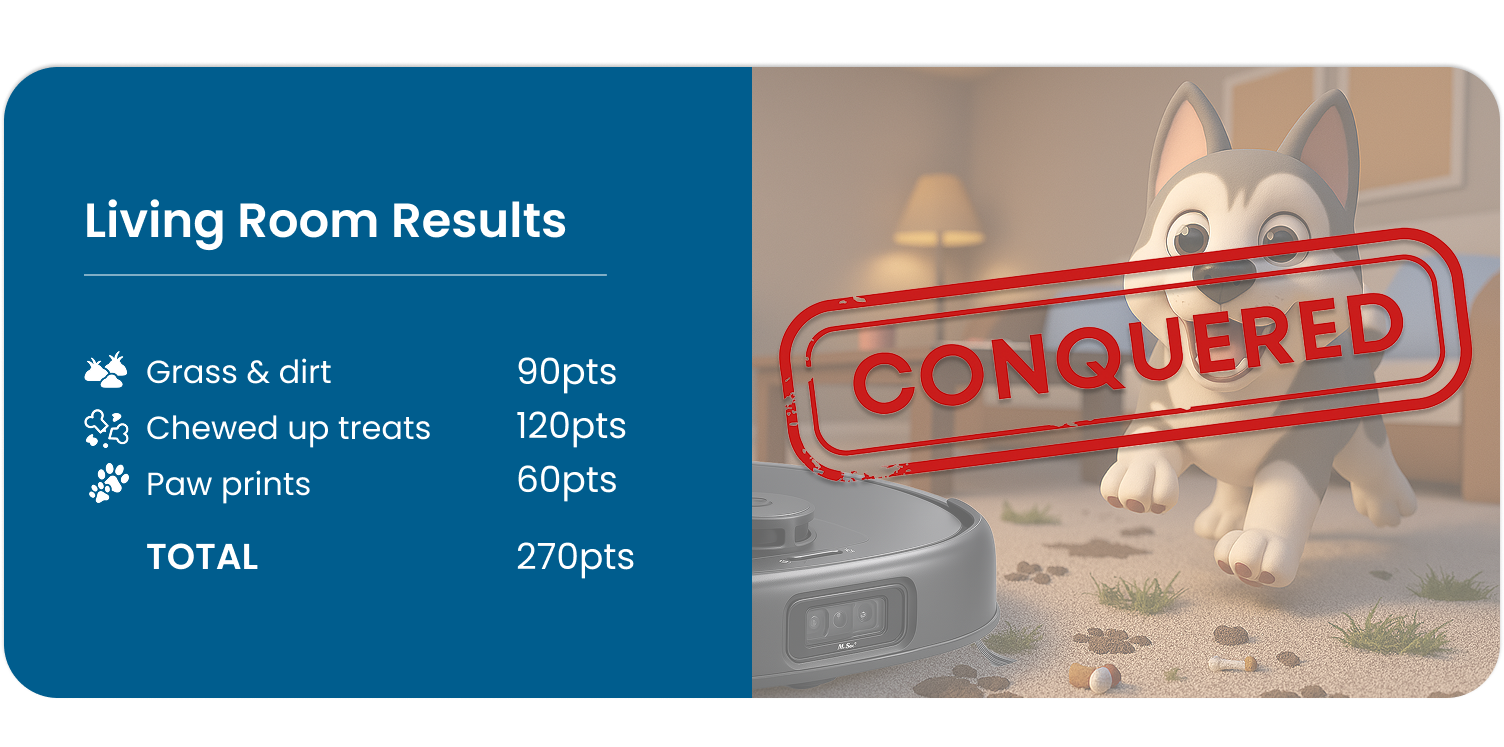 Living Room Results
Grass & dirt 90pts
Chewed up treats 120pts
Paw prints 60pts
TOTAL 270pts
CONQUERED